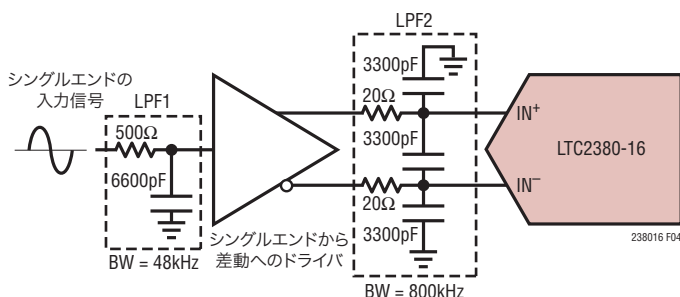 シングルエンドの
入力信号
LPF1
500Ω
6600pF
BW = 48kHz
シングルエンドから
差動へのドライバ
LPF2
3300pF
20Ω
3300pF
20Ω
3300pF
BW = 800kHz
IN+
LTC2380-16
IN−
238016 F04